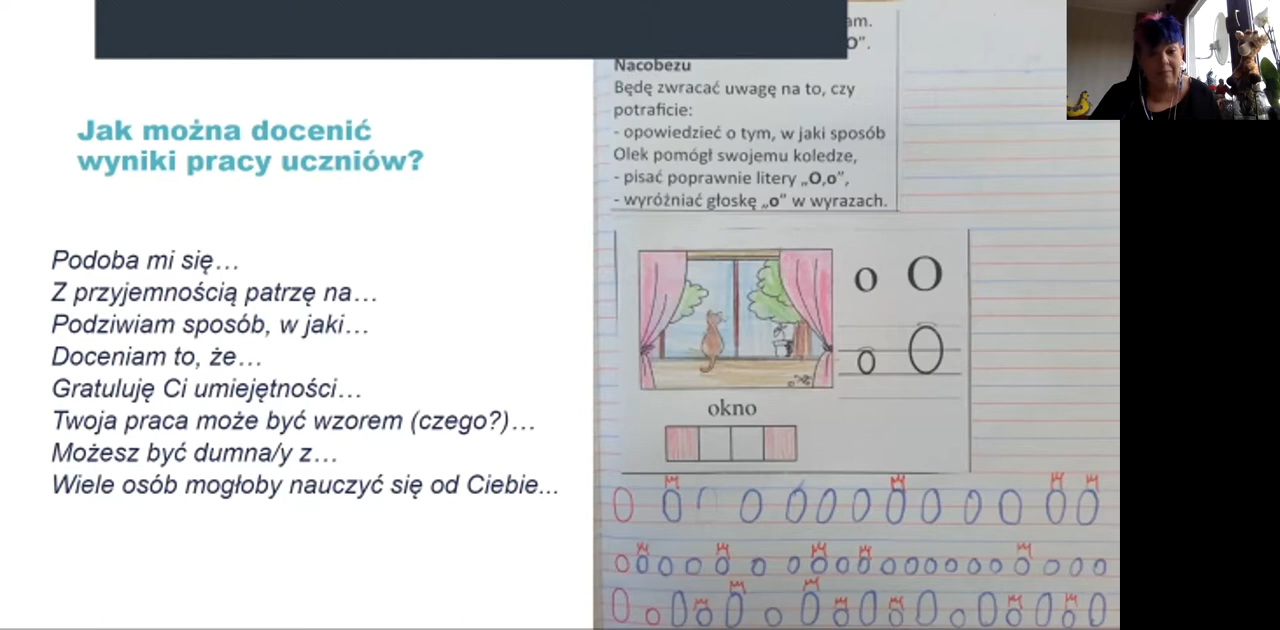 Jak można docenić
wyniki pracy uczniów?
Podoba mi się…
Z przyjemnością patrzę na…
Podziwiam sposób, w jaki…
Doceniam to, że…
Gratuluję Ci umiejętności…
Twoja praca może być wzorem (czego?)…
Możesz być dumna/y z…
Wiele osób mogłoby nauczyć się od Ciebie...
O".
Nacobezu
Będę zwracać uwagę na to, czy
potraficie:
- opowiedzieć o tym, w jaki sposób
Olek pomógł swojemu koledze,
- pisać poprawnie litery „O,o",
- wyróżniać głoskę „o" w wyrazach.
o O
o O
okno
O O O O O O O O O O O O
o o o o o o o o o o o o o o o o o o o
O o O o O o O o O o O o O o O o O